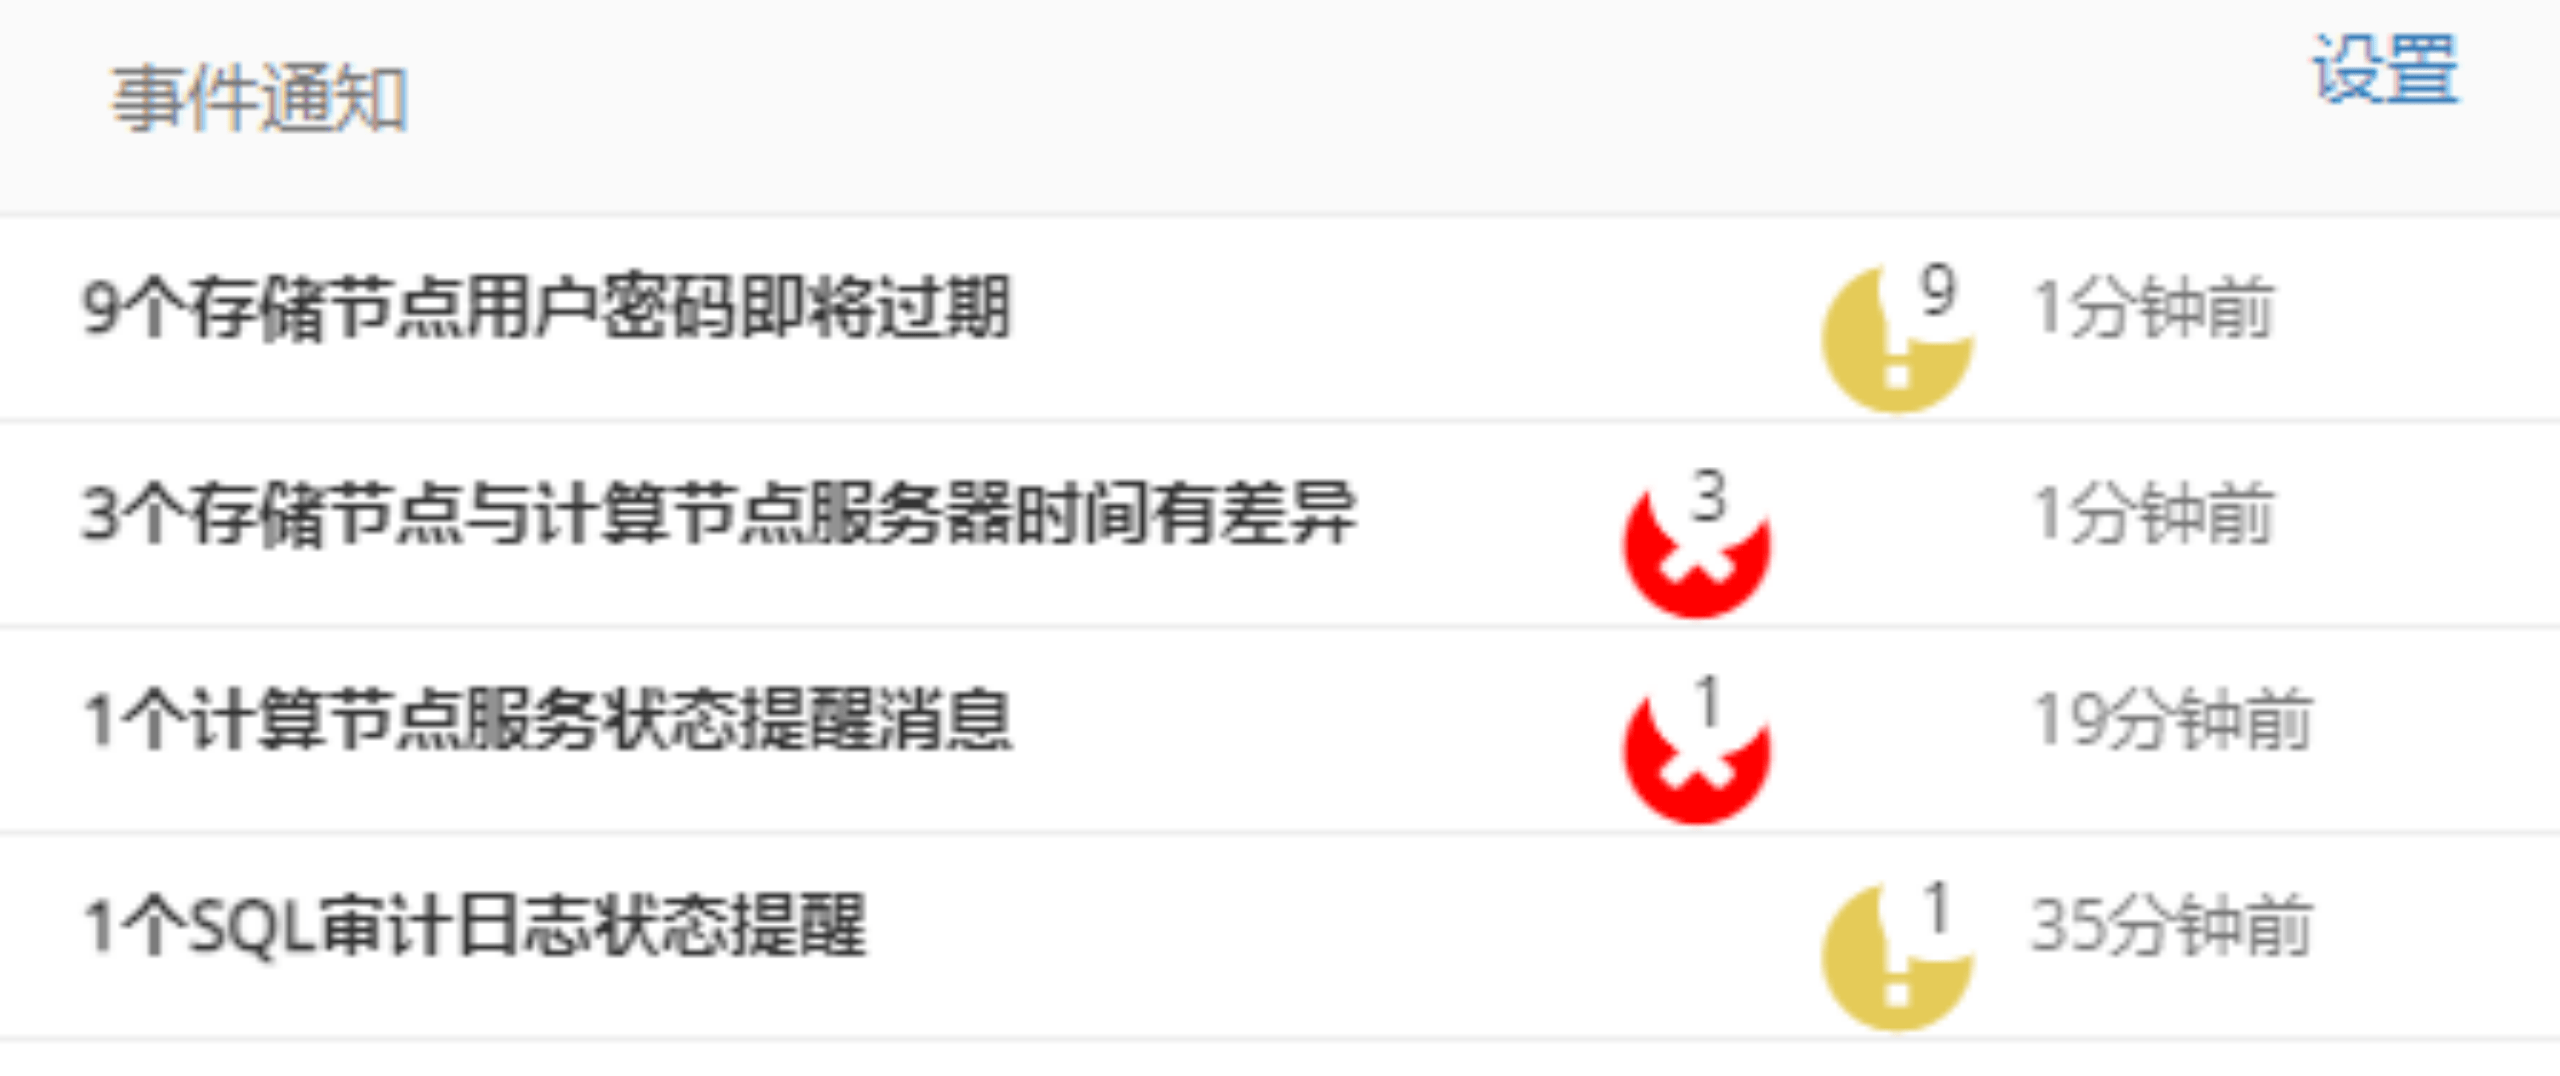 事件通知 设置
9个存储节点用户密码即将过期 9 1分钟前
3个存储节点与计算节点服务器时间有差异 3 1分钟前
1个计算节点服务状态提醒消息 1 19分钟前
1个SQL审计日志状态提醒 1 35分钟前